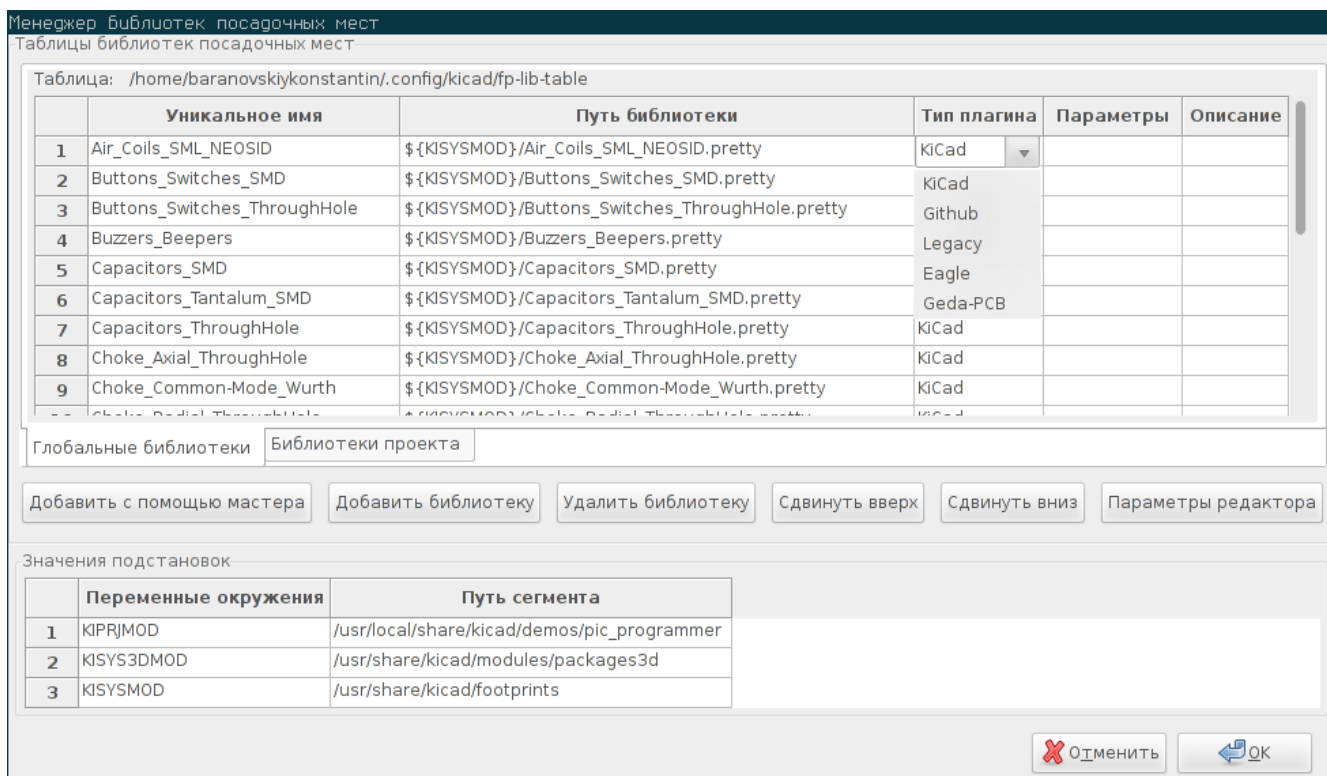 Менеджер библиотек посадочных мест
Таблицы библиотек посадочных мест
Таблица: /home/baranovskiykonstantin/.config/kicad/fp-lib-table
Уникальное имя Путь библиотеки Тип плагина Параметры Описание
1 Air_Coils_SML_NEOSID ${KISYSMOD}/Air_Coils_SML_NEOSID.pretty KiCad
2 Buttons_Switches_SMD ${KISYSMOD}/Buttons_Switches_SMD.pretty KiCad
3 Buttons_Switches_ThroughHole ${KISYSMOD}/Buttons_Switches_ThroughHole.pretty Github
4 Buzzers_Beepers ${KISYSMOD}/Buzzers_Beepers.pretty Legacy
5 Capacitors_SMD ${KISYSMOD}/Capacitors_SMD.pretty Eagle
6 Capacitors_Tantalum_SMD ${KISYSMOD}/Capacitors_Tantalum_SMD.pretty Geda-PCB
7 Capacitors_ThroughHole ${KISYSMOD}/Capacitors_ThroughHole.pretty KiCad
8 Choke_Axial_ThroughHole ${KISYSMOD}/Choke_Axial_ThroughHole.pretty KiCad
9 Choke_Common-Mode_Wurth ${KISYSMOD}/Choke_Common-Mode_Wurth.pretty KiCad
Глобальные библиотеки Библиотеки проекта
Добавить с помощью мастера Добавить библиотеку Удалить библиотеку Сдвинуть вверх Сдвинуть вниз Параметры редактора
Значения подстановок
Переменные окружения Путь сегмента
1 KIPRJMOD /usr/local/share/kicad/demos/pic_programmer
2 KISYS3DMOD /usr/share/kicad/modules/packages3d
3 KISYSMOD /usr/share/kicad/footprints
Отменить OK